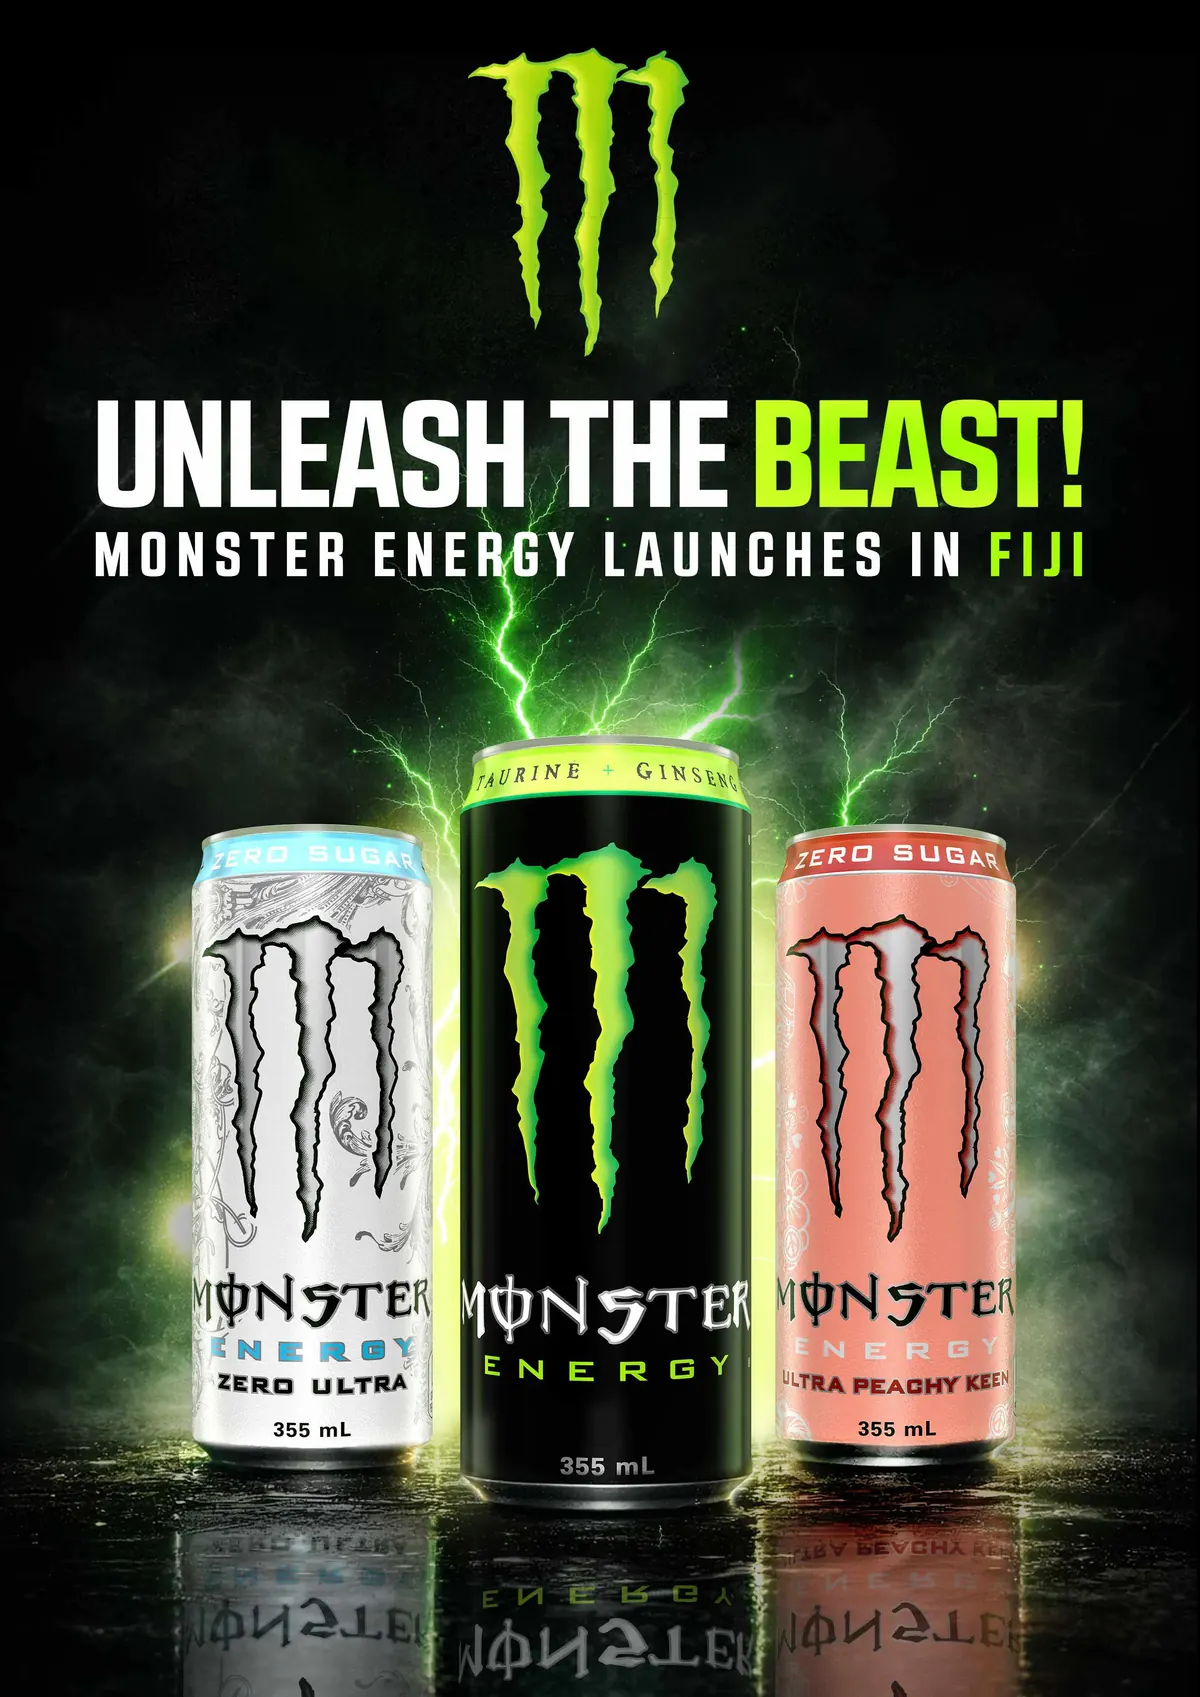 UNLEASH THE BEAST!
MONSTER ENERGY LAUNCHES IN FIJI
TAURINE + GINSENG
ZERO SUGAR
ZERO SUGAR
MONSTER
ENERGY
ZERO ULTRA
355 mL
MONSTER
ENERGY
355 mL
MONSTER
ENERGY
ULTRA PEACHY KEEN
355 mL